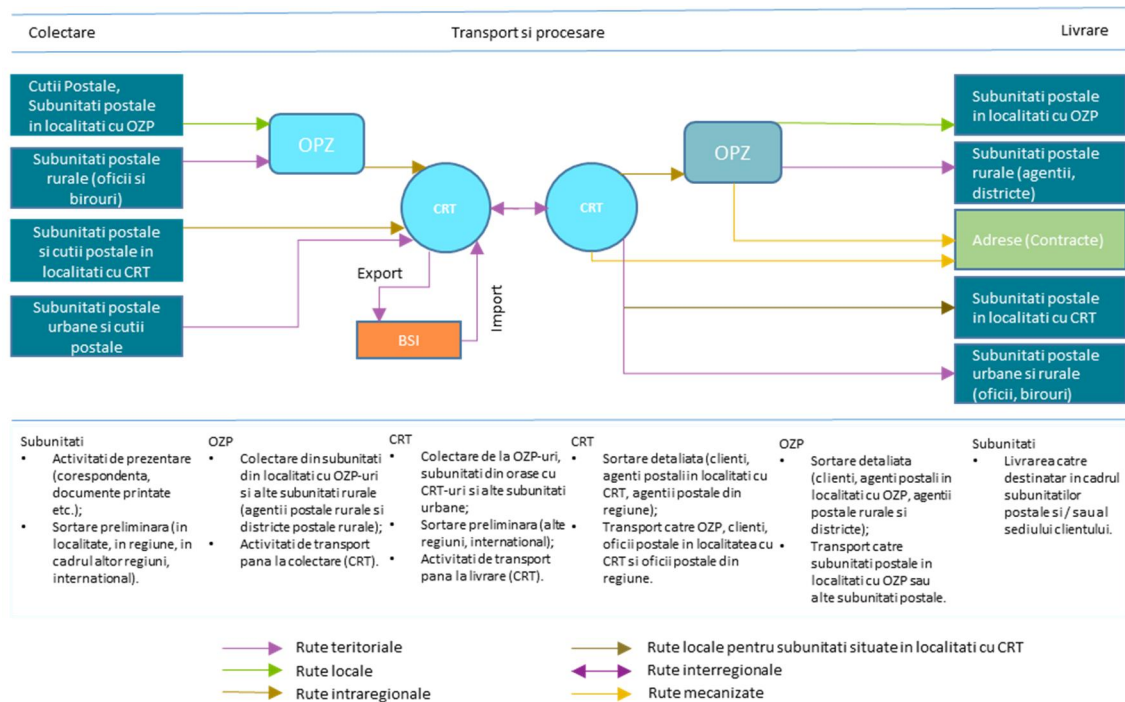 Colectare
Transport si procesare
Livrare
Cutii Postale,
Subunitati postale
in localitati cu OZP
Subunitati postale
rurale (oficii si
birouri)
Subunitati postale
si cutii postale in
localitati cu CRT
Subunitati postale
urbane si cutii
postale
OPZ
CRT
Export
Import
BSI
CRT
OPZ
Subunitati postale
in localitati cu OZP
Subunitati postale
rurale (agentii,
districte)
Adrese (Contracte)
Subunitati postale
in localitati cu CRT
Subunitati postale
urbane si rurale
(oficii, birouri)
Subunitati
• Activitati de prezentare
(corespondenta,
documente printate
etc.);
• Sortare preliminara (in
localitate, in regiune, in
cadrul altor regiuni,
international).
OZP
• Colectare din subunitati
din localitati cu OZP-uri
si alte subunitati rurale
(agentii postale rurale si
districte postale rurale);
• Activitati de transport
pana la colectare (CRT).
CRT
• Colectare de la OZP-uri,
subunitati din orase cu
CRT-uri si alte subunitati
urbane;
• Sortare preliminara (alte
regiuni, international);
• Activitati de transport
pana la livrare (CRT).
CRT
• Sortare detaliata (clienti,
agenti postali in localitati cu
CRT, agentii postale din
regiune);
• Transport catre OZP, clienti,
oficii postale in localitatea cu
CRT si oficii postale din
regiune.
OZP
• Sortare detaliata
(clienti, agenti postali in
localitati cu OZP, agentii
postale rurale si
districte);
• Transport catre
subunitati postale in
localitati cu OZP sau
alte subunitati postale.
Subunitati
• Livrarea catre
destinatar in cadrul
subunitatilor
postale si / sau al
sediului clientului.
Rute teritoriale
Rute locale
Rute intraregionale
Rute locale pentru subunitati situate in localitati cu CRT
Rute interregionale
Rute mecanizate